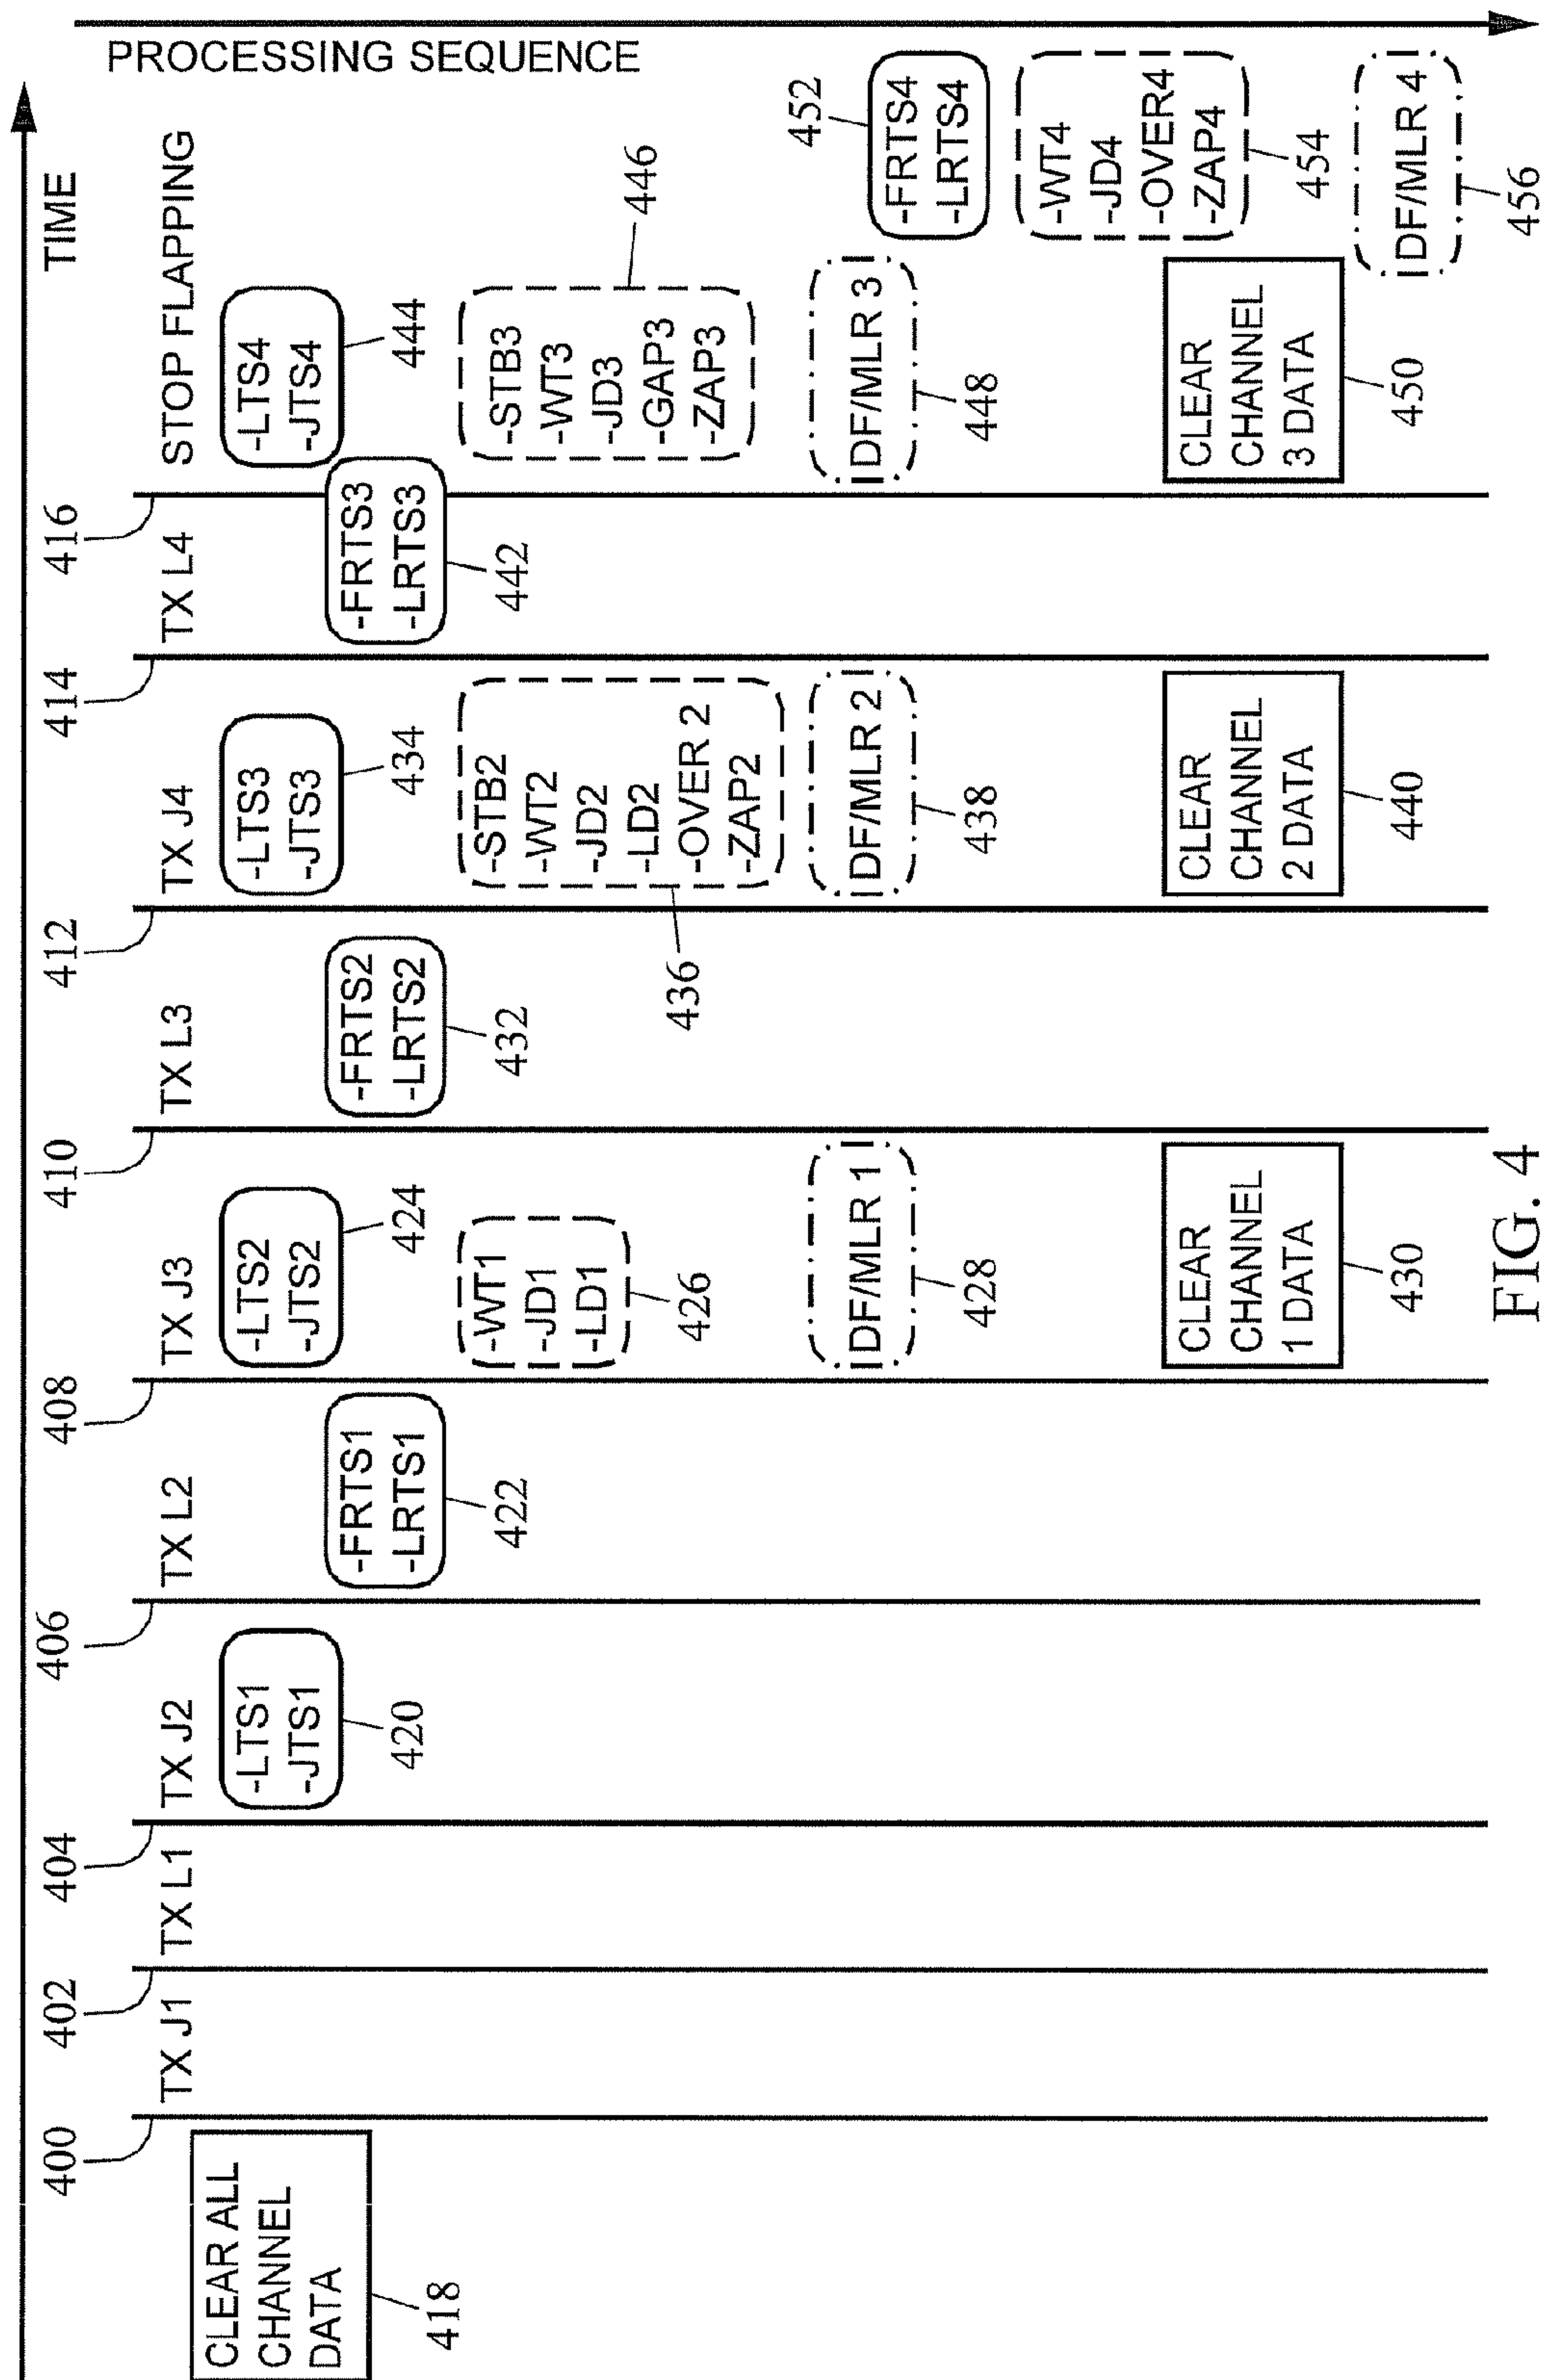 TIME
PROCESSING SEQUENCE
400
402
404
406
408
410
412
414
416
TX J1
TX L1
TX J2
TX L2
TX J3
TX L3
TX J4
TX L4
STOP FLAPPING
CLEAR ALL
CHANNEL
DATA
418
-LTS1
-JTS1
420
-FRTS1
-LRTS1
422
-LTS2
-JTS2
424
-WT1
-JD1
-LD1
426
IDF/MLR 1
428
CLEAR
CHANNEL
1 DATA
430
-FRTS2
-LRTS2
432
-LTS3
-JTS3
434
-STB2
-WT2
-JD2
-LD2
-OVER 2
-ZAP2
436
IDF/MLR 2
438
CLEAR
CHANNEL
2 DATA
440
-FRTS3
-LRTS3
442
-LTS4
-JTS4
444
-STB3
-WT3
-JD3
-GAP3
-ZAP3
446
IDF/MLR 3
448
CLEAR
CHANNEL
3 DATA
450
-FRTS4
-LRTS4
452
-WT4
-JD4
-OVER4
-ZAP4
454
IDF/MLR 4
456
FIG. 4